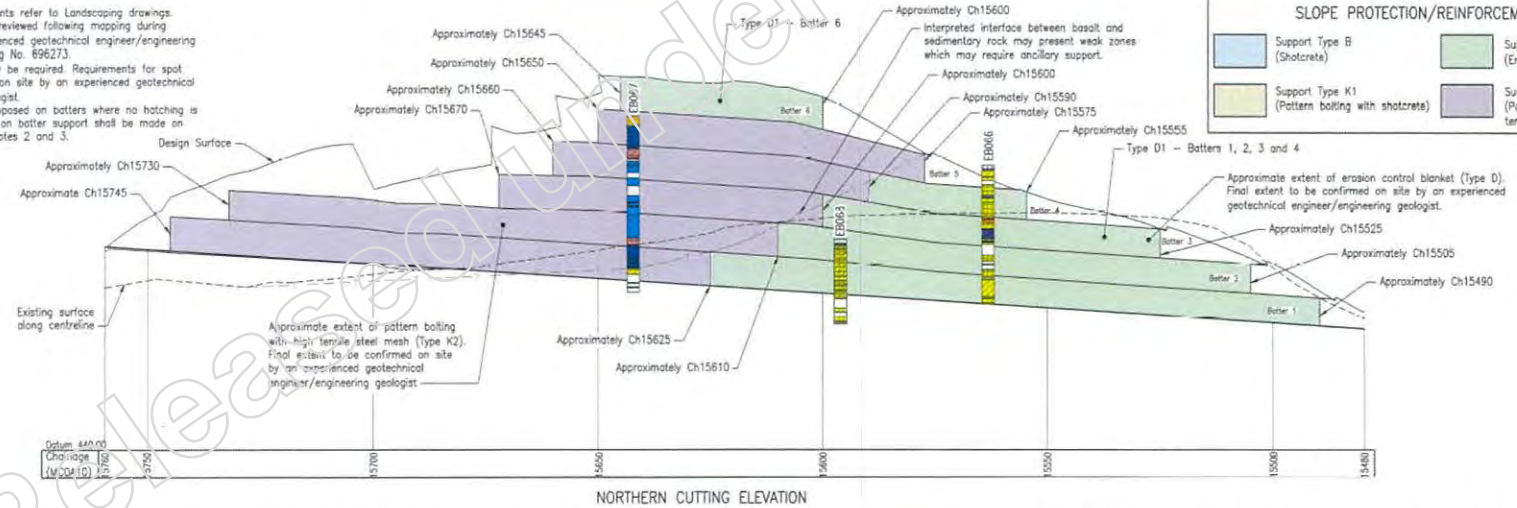 nts refer to Landscaping drawings.
reviewed following mapping during
enced geotechnical engineer/engineering
g No. 696273.
y be required. Requirements for spot
on site by an experienced geotechnical
ogist.
posed on batters where no hatching is
on batter support shall be made on
otes 2 and 3.
Design Surface
Approximately Ch15730
Approximate Ch15745
Existing surface
along centreline
Approximately Ch15645
Approximately Ch15650
Approximately Ch15660
Approximately Ch15670
Type D1 - Batter 6
Approximately Ch15600
Interpreted interface between basalt and
sedimentary rock may present weak zones
which may require ancillary support.
Approximately Ch15600
Approximately Ch15590
Approximately Ch15575
Approximately Ch15555
Type D1 - Batters 1, 2, 3 and 4
Approximate extent of erosion control blanket (Type D).
Final extent to be confirmed on site by an experienced
geotechnical engineer/engineering geologist.
Approximately Ch15525
Approximately Ch15505
Approximately Ch15490
SLOPE PROTECTION/REINFORCEM
Support Type B
(Shotcrete)
Support Type K1
(Pattern bolting with shotcrete)
Su
(Er
Su
(Pa
ten
EB067
EB068
EB066
Batter 6
Batter 5
Batter 4
Batter 3
Batter 2
Batter 1
Approximate extent of pattern bolting
with high tensile steel mesh (Type K2).
Final extent to be confirmed on site
by an experienced geotechnical
engineer/engineering geologist
Approximately Ch15625
Approximately Ch15610
Datum 440.00
Chainage
(MC0A10)
15760
15750
15700
15650
15600
15550
15500
15480
NORTHERN CUTTING ELEVATION
Released unde